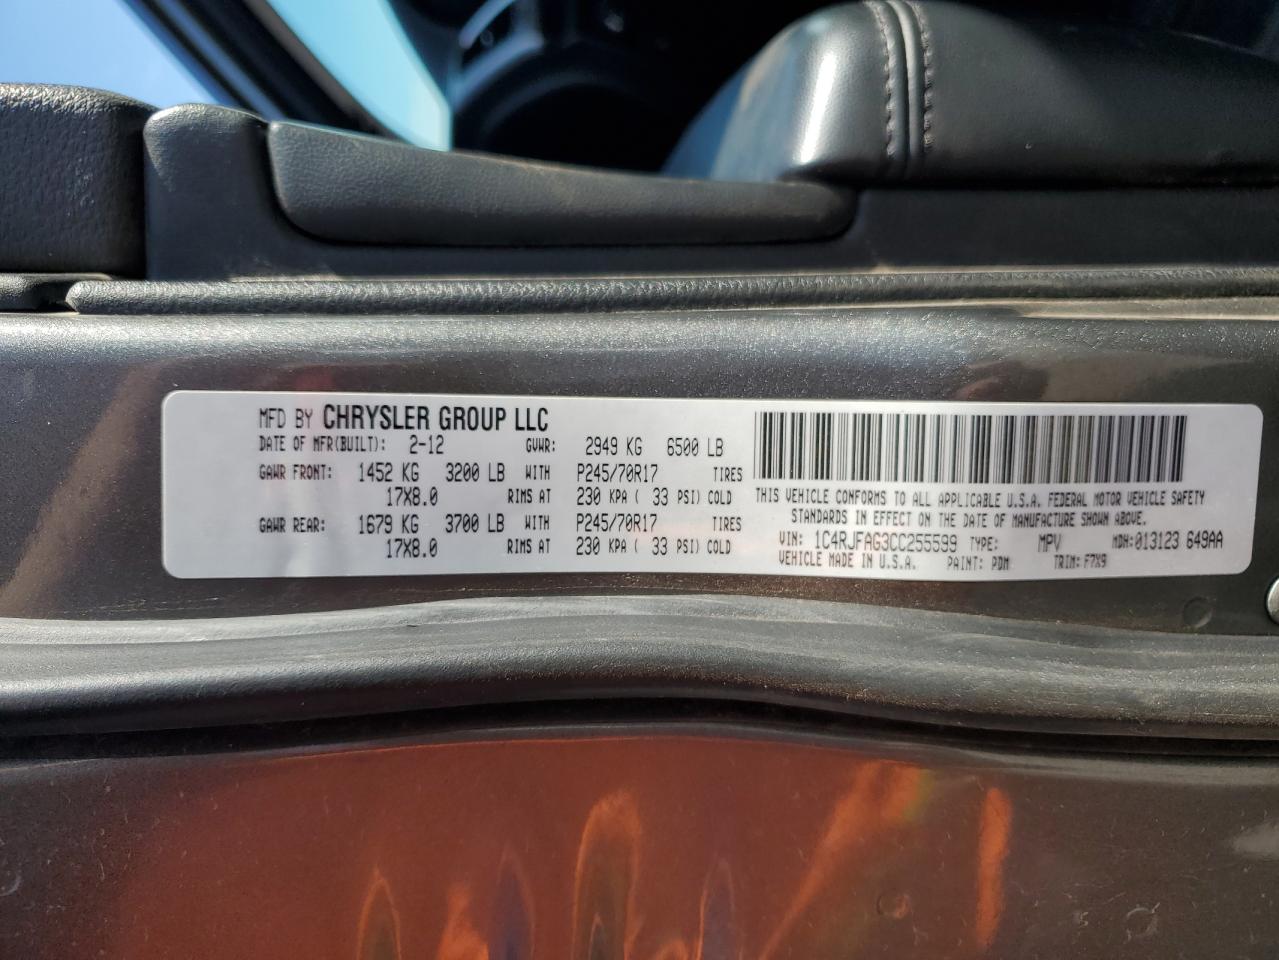 MFD BY CHRYSLER GROUP LLC
DATE OF MFR(BUILT): 2-12 GVWR: 2949 KG 6500 LB
GAWR FRONT: 1452 KG 3200 LB WITH P245/70R17 TIRES
17X8.0 RIMS AT 230 KPA ( 33 PSI) COLD
GAWR REAR: 1679 KG 3700 LB WITH P245/70R17 TIRES
17X8.0 RIMS AT 230 KPA ( 33 PSI) COLD
THIS VEHICLE CONFORMS TO ALL APPLICABLE U.S.A. FEDERAL MOTOR VEHICLE SAFETY
STANDARDS IN EFFECT ON THE DATE OF MANUFACTURE SHOWN ABOVE.
VIN: 1C4RJFAG3CC255599 TYPE: MPV MDH:013123 649AA
VEHICLE MADE IN U.S.A. PAINT: PDM TRIM: F7X9